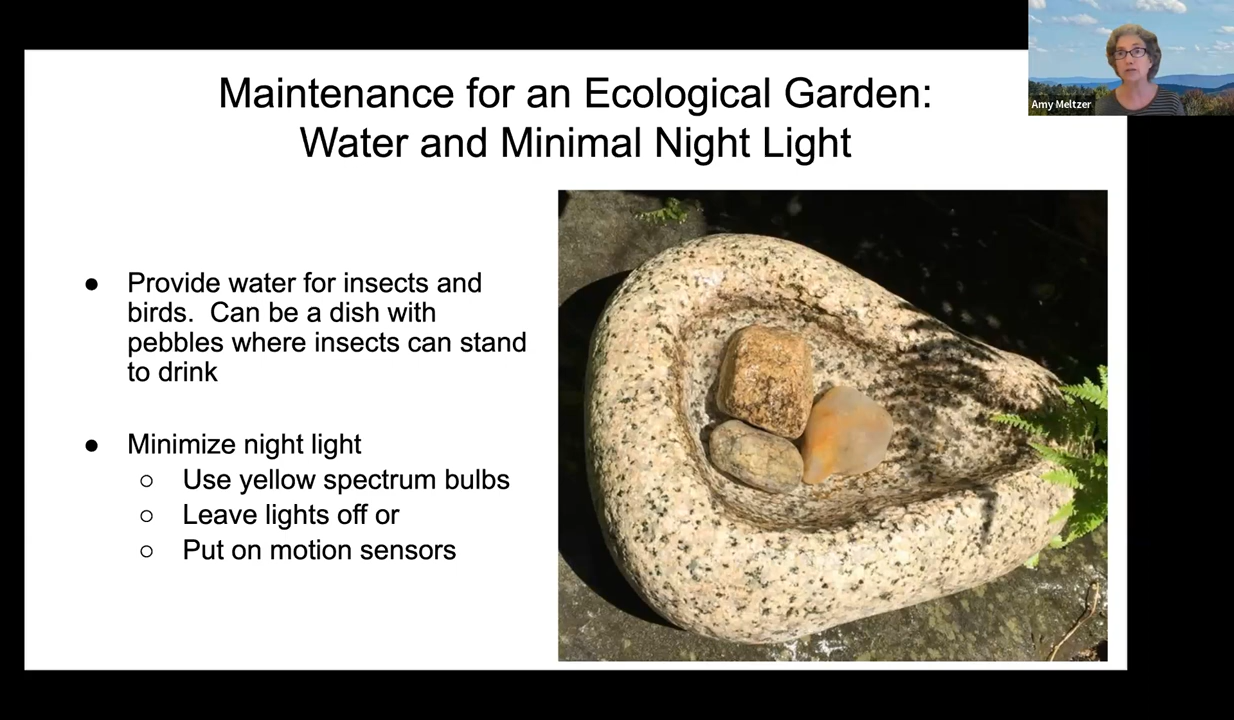 Maintenance for an Ecological Garden:
Water and Minimal Night Light
Amy Meltzer
● Provide water for insects and
birds.  Can be a dish with
pebbles where insects can stand
to drink
● Minimize night light
○ Use yellow spectrum bulbs
○ Leave lights off or
○ Put on motion sensors